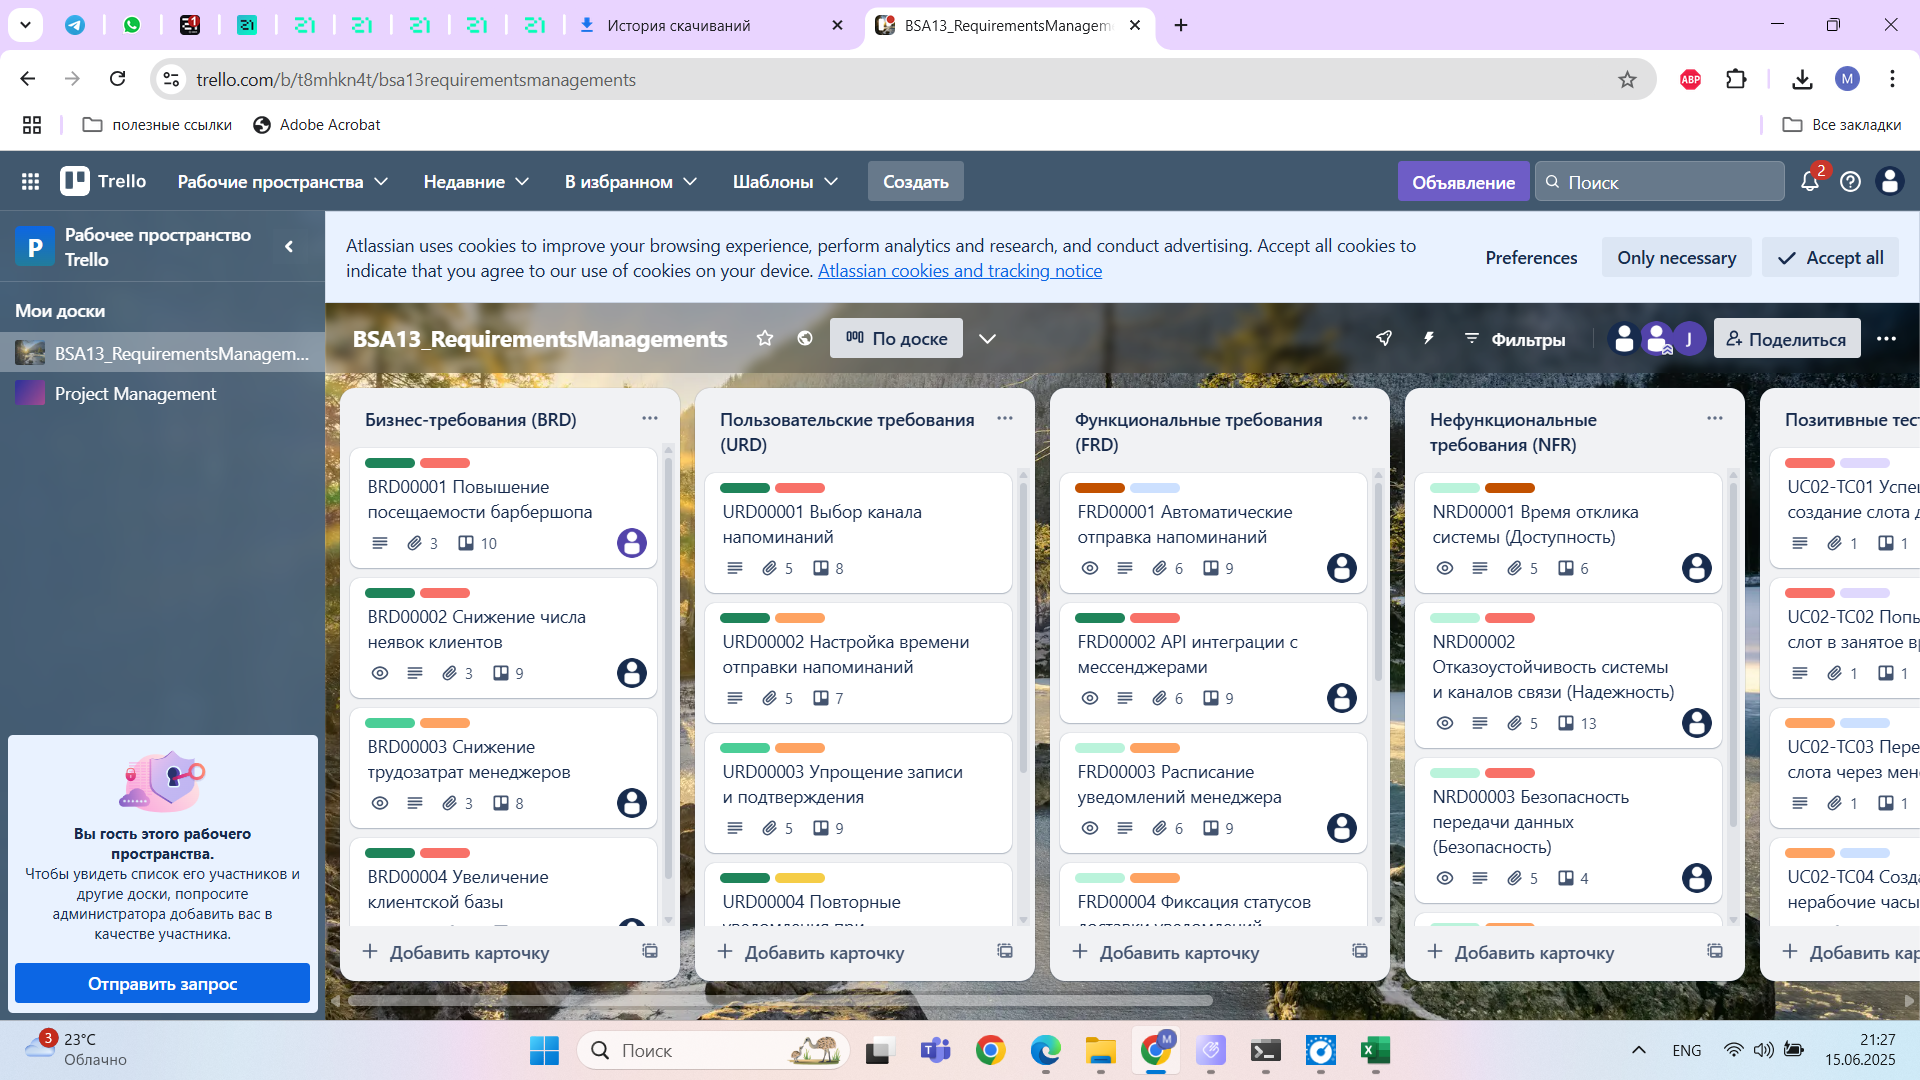 История скачиваний
BSA13_RequirementsManagem
trello.com/b/t8mhkn4t/bsa13requirementsmanagements
ABP
M
полезные ссылки
Adobe Acrobat
Все закладки
Trello
Рабочие пространства
Недавние
В избранном
Шаблоны
Создать
Объявление
Поиск
2
P
Рабочее пространство
Trello
Atlassian uses cookies to improve your browsing experience, perform analytics and research, and conduct advertising. Accept all cookies to
indicate that you agree to our use of cookies on your device. Atlassian cookies and tracking notice
Preferences
Only necessary
Accept all
Мои доски
BSA13_RequirementsManagem...
Project Management
BSA13_RequirementsManagements
По доске
Фильтры
J
Поделиться
Бизнес-требования (BRD)
BRD00001 Повышение
посещаемости барбершопа
3 10
BRD00002 Снижение числа
неявок клиентов
3 9
BRD00003 Снижение
трудозатрат менеджеров
3 8
BRD00004 Увеличение
клиентской базы
Добавить карточку
Пользовательские требования
(URD)
URD00001 Выбор канала
напоминаний
5 8
URD00002 Настройка времени
отправки напоминаний
5 7
URD00003 Упрощение записи
и подтверждения
5 9
URD00004 Повторные
уведомления при
Добавить карточку
Функциональные требования
(FRD)
FRD00001 Автоматические
отправка напоминаний
6 9
FRD00002 API интеграции с
мессенджерами
6 9
FRD00003 Расписание
уведомлений менеджера
6 9
FRD00004 Фиксация статусов
доставки уведомлений
Добавить карточку
Нефункциональные
требования (NFR)
NRD00001 Время отклика
системы (Доступность)
5 6
NRD00002
Отказоустойчивость системы
и каналов связи (Надежность)
5 13
NRD00003 Безопасность
передачи данных
(Безопасность)
5 4
Добавить карточку
Позитивные тес
UC02-TC01 Успе
создание слота
1 1
UC02-TC02 Поп
слот в занятое в
1 1
UC02-TC03 Пере
слота через мен
1 1
UC02-TC04 Созд
нерабочие часы
Добавить кар
Вы гость этого рабочего
пространства.
Чтобы увидеть список его участников и
другие доски, попросите
администратора добавить вас в
качестве участника.
Отправить запрос
3
23°C
Облачно
Поиск
M
ENG
21:27
15.06.2025